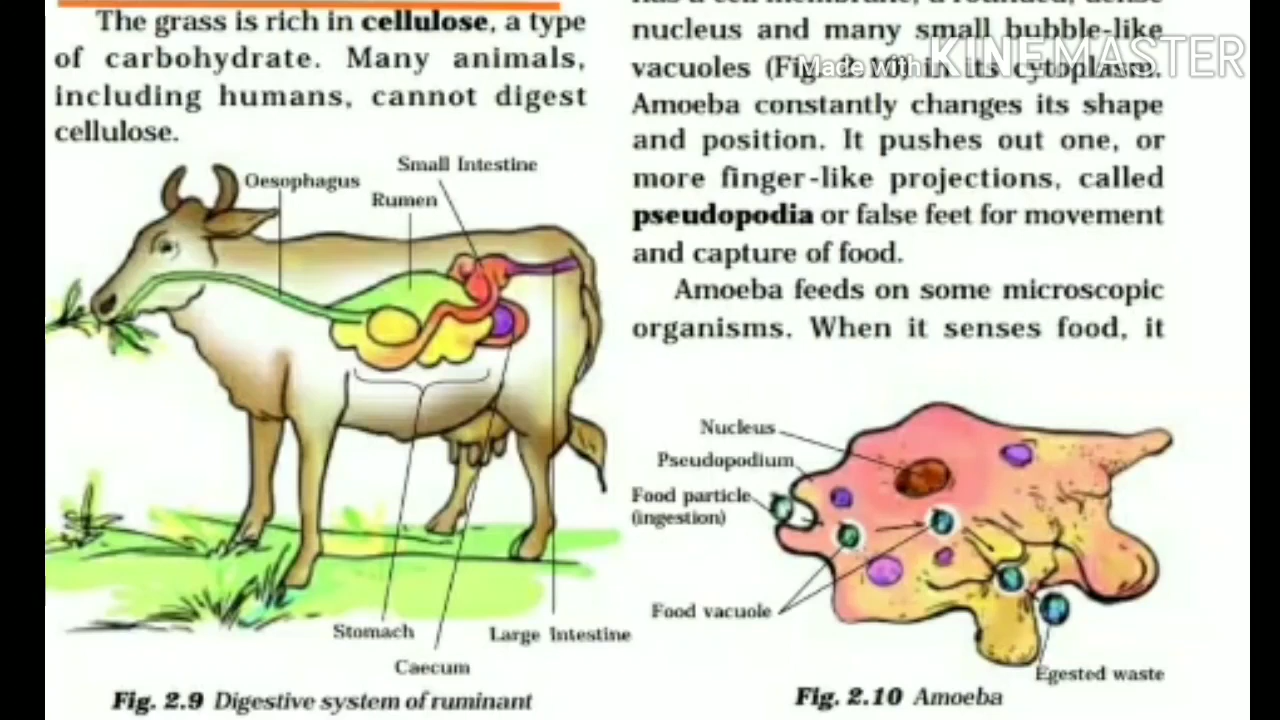 The grass is rich in cellulose, a type
of carbohydrate. Many animals,
including humans, cannot digest
cellulose.
Small Intestine
Oesophagus
Rumen
Stomach
Large Intestine
Caecum
Fig. 2.9 Digestive system of ruminant
nucleus and many small bubble-like
vacuoles (Fig. in its cytoplasm.
Made with KINEMASTER
Amoeba constantly changes its shape
and position. It pushes out one, or
more finger-like projections, called
pseudopodia or false feet for movement
and capture of food.
Amoeba feeds on some microscopic
organisms. When it senses food, it
Nucleus
Pseudopodium
Food particle
(ingestion)
Food vacuole
Egested waste
Fig. 2.10 Amoeba